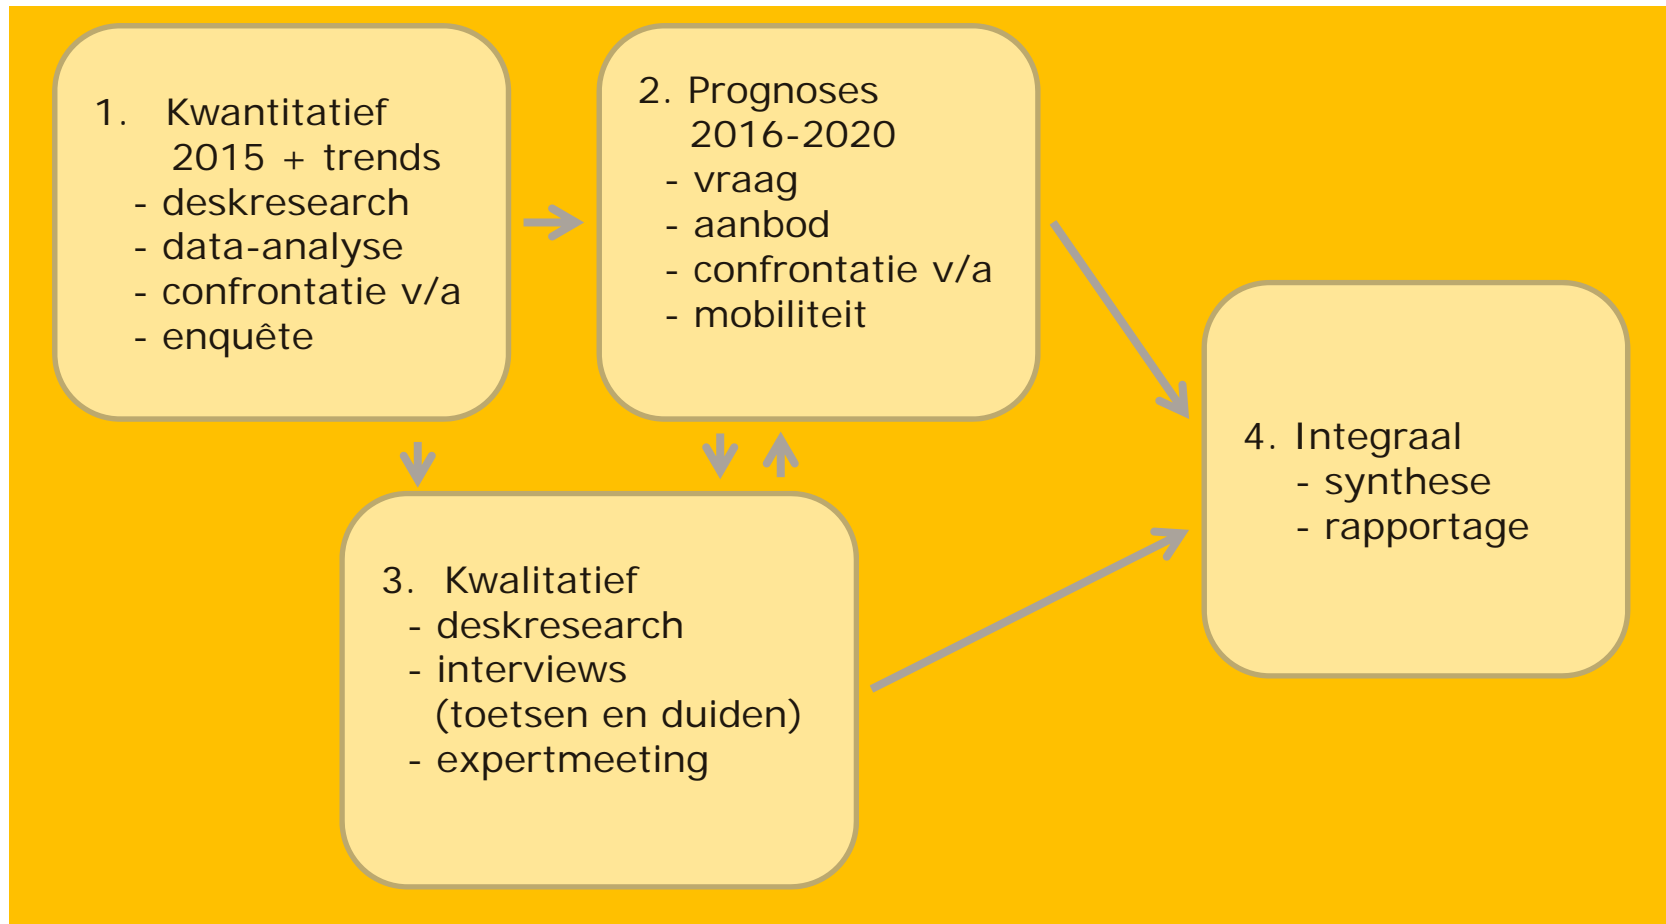 1. Kwantitatief
2015 + trends
- deskresearch
- data-analyse
- confrontatie v/a
- enquête
2. Prognoses
2016-2020
- vraag
- aanbod
- confrontatie v/a
- mobiliteit
3. Kwalitatief
- deskresearch
- interviews
(toetsen en duiden)
- expertmeeting
4. Integraal
- synthese
- rapportage